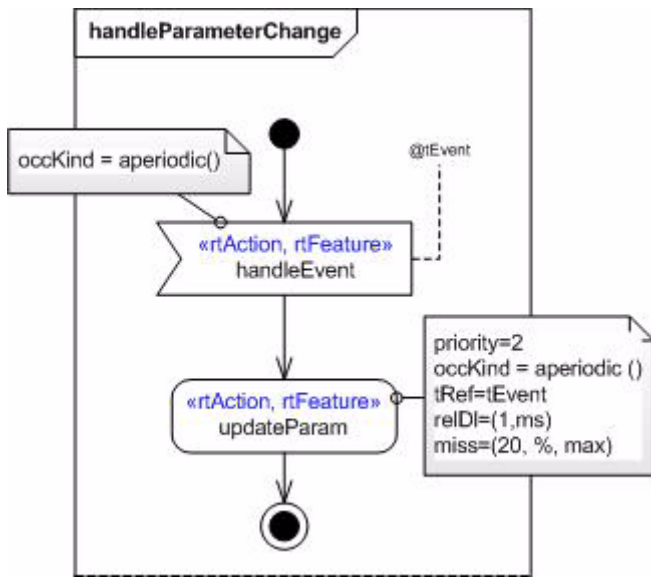 handleParameterChange
occKind = aperiodic()
@tEvent
«rtAction, rtFeature»
handleEvent
priority=2
occKind = aperiodic ()
tRef=tEvent
relDl=(1,ms)
miss=(20, %, max)
«rtAction, rtFeature»
updateParam